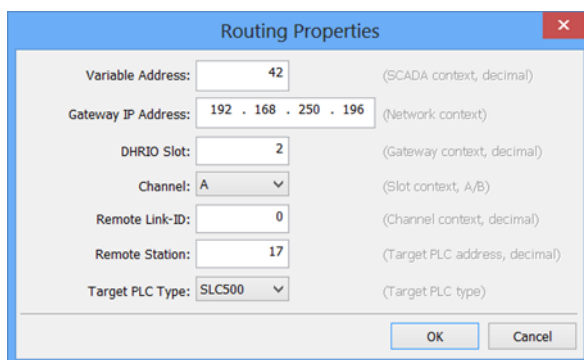 Routing Properties
Variable Address: 42 (SCADA context, decimal)
Gateway IP Address: 192 . 168 . 250 . 196 (Network context)
DHRIO Slot: 2 (Gateway context, decimal)
Channel: A (Slot context, A/B)
Remote Link-ID: 0 (Channel context, decimal)
Remote Station: 17 (Target PLC address, decimal)
Target PLC Type: SLC500 (Target PLC type)
OK Cancel